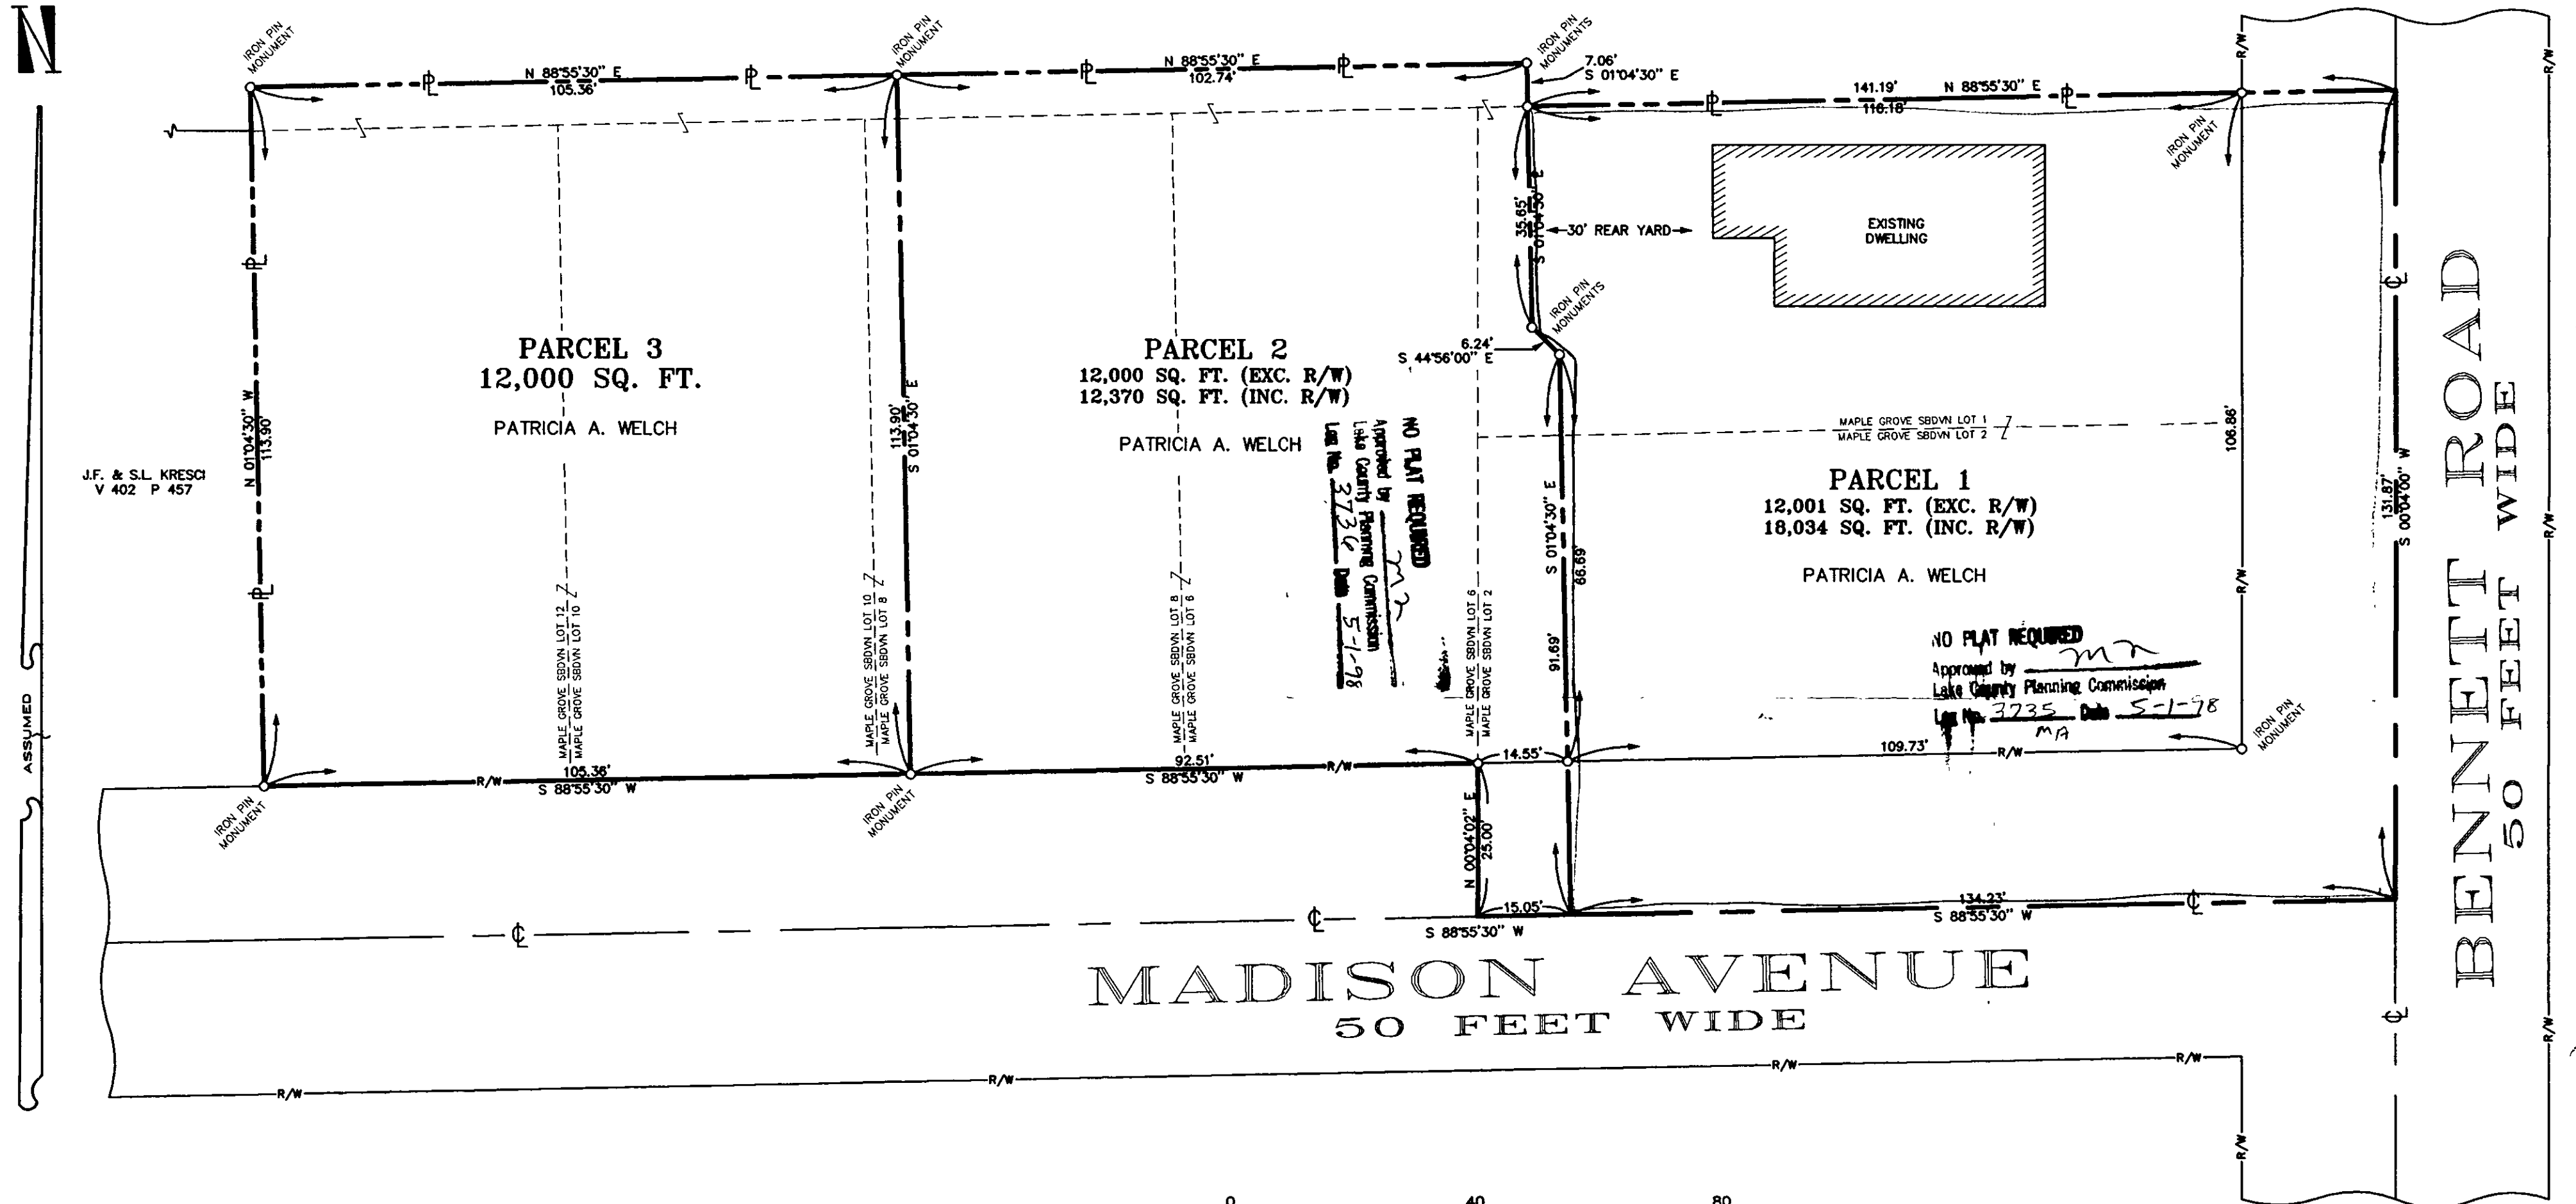 N
ASSUMED
IRON PIN
MONUMENT
N 88°55'30" E
105.36'
IRON PIN
MONUMENT
N 88°55'30" E
102.74'
IRON PIN
MONUMENTS
7.06'
S 01°04'30" E
141.19'
N 88°55'30" E
116.18'
IRON PIN
MONUMENT
R/W
R/W
R/W
N 01°04'30" W
113.90'
J.F. & S.L. KRESCI
V 402 P 457
PARCEL 3
12,000 SQ. FT.
PATRICIA A. WELCH
113.90'
S 01°04'30" E
PARCEL 2
12,000 SQ. FT. (EXC. R/W)
12,370 SQ. FT. (INC. R/W)
PATRICIA A. WELCH
35.65'
S 01°04'30" E
30' REAR YARD
EXISTING
DWELLING
IRON PIN
MONUMENTS
6.24'
S 44°56'00" E
NO PLAT REQUIRED
Approved by
Lake County Planning Commission
Log No. 3736 Date 5-1-98
MAPLE GROVE SBDVN LOT 1
MAPLE GROVE SBDVN LOT 2
106.86'
PARCEL 1
12,001 SQ. FT. (EXC. R/W)
18,034 SQ. FT. (INC. R/W)
PATRICIA A. WELCH
S 01°04'30" E
66.69'
91.69'
131.87'
S 00°04'00" W
BENNETT ROAD
50 FEET WIDE
NO PLAT REQUIRED
Approved by
Lake County Planning Commission
Log No. 3735 Date 5-1-98
MA
MAPLE GROVE SBDVN LOT 12
MAPLE GROVE SBDVN LOT 10
MAPLE GROVE SBDVN LOT 10
MAPLE GROVE SBDVN LOT 8
MAPLE GROVE SBDVN LOT 8
MAPLE GROVE SBDVN LOT 6
MAPLE GROVE SBDVN LOT 6
MAPLE GROVE SBDVN LOT 2
IRON PIN
MONUMENT
R/W
105.36'
S 88°55'30" W
IRON PIN
MONUMENT
92.51'
S 88°55'30" W
R/W
14.55'
109.73'
R/W
R/W
IRON PIN
MONUMENT
N 00°04'02" E
25.00'
15.05'
S 88°55'30" W
134.23'
S 88°55'30" W
MADISON AVENUE
50 FEET WIDE
R/W
R/W
R/W
R/W
R/W
R/W
R/W
0 40 80